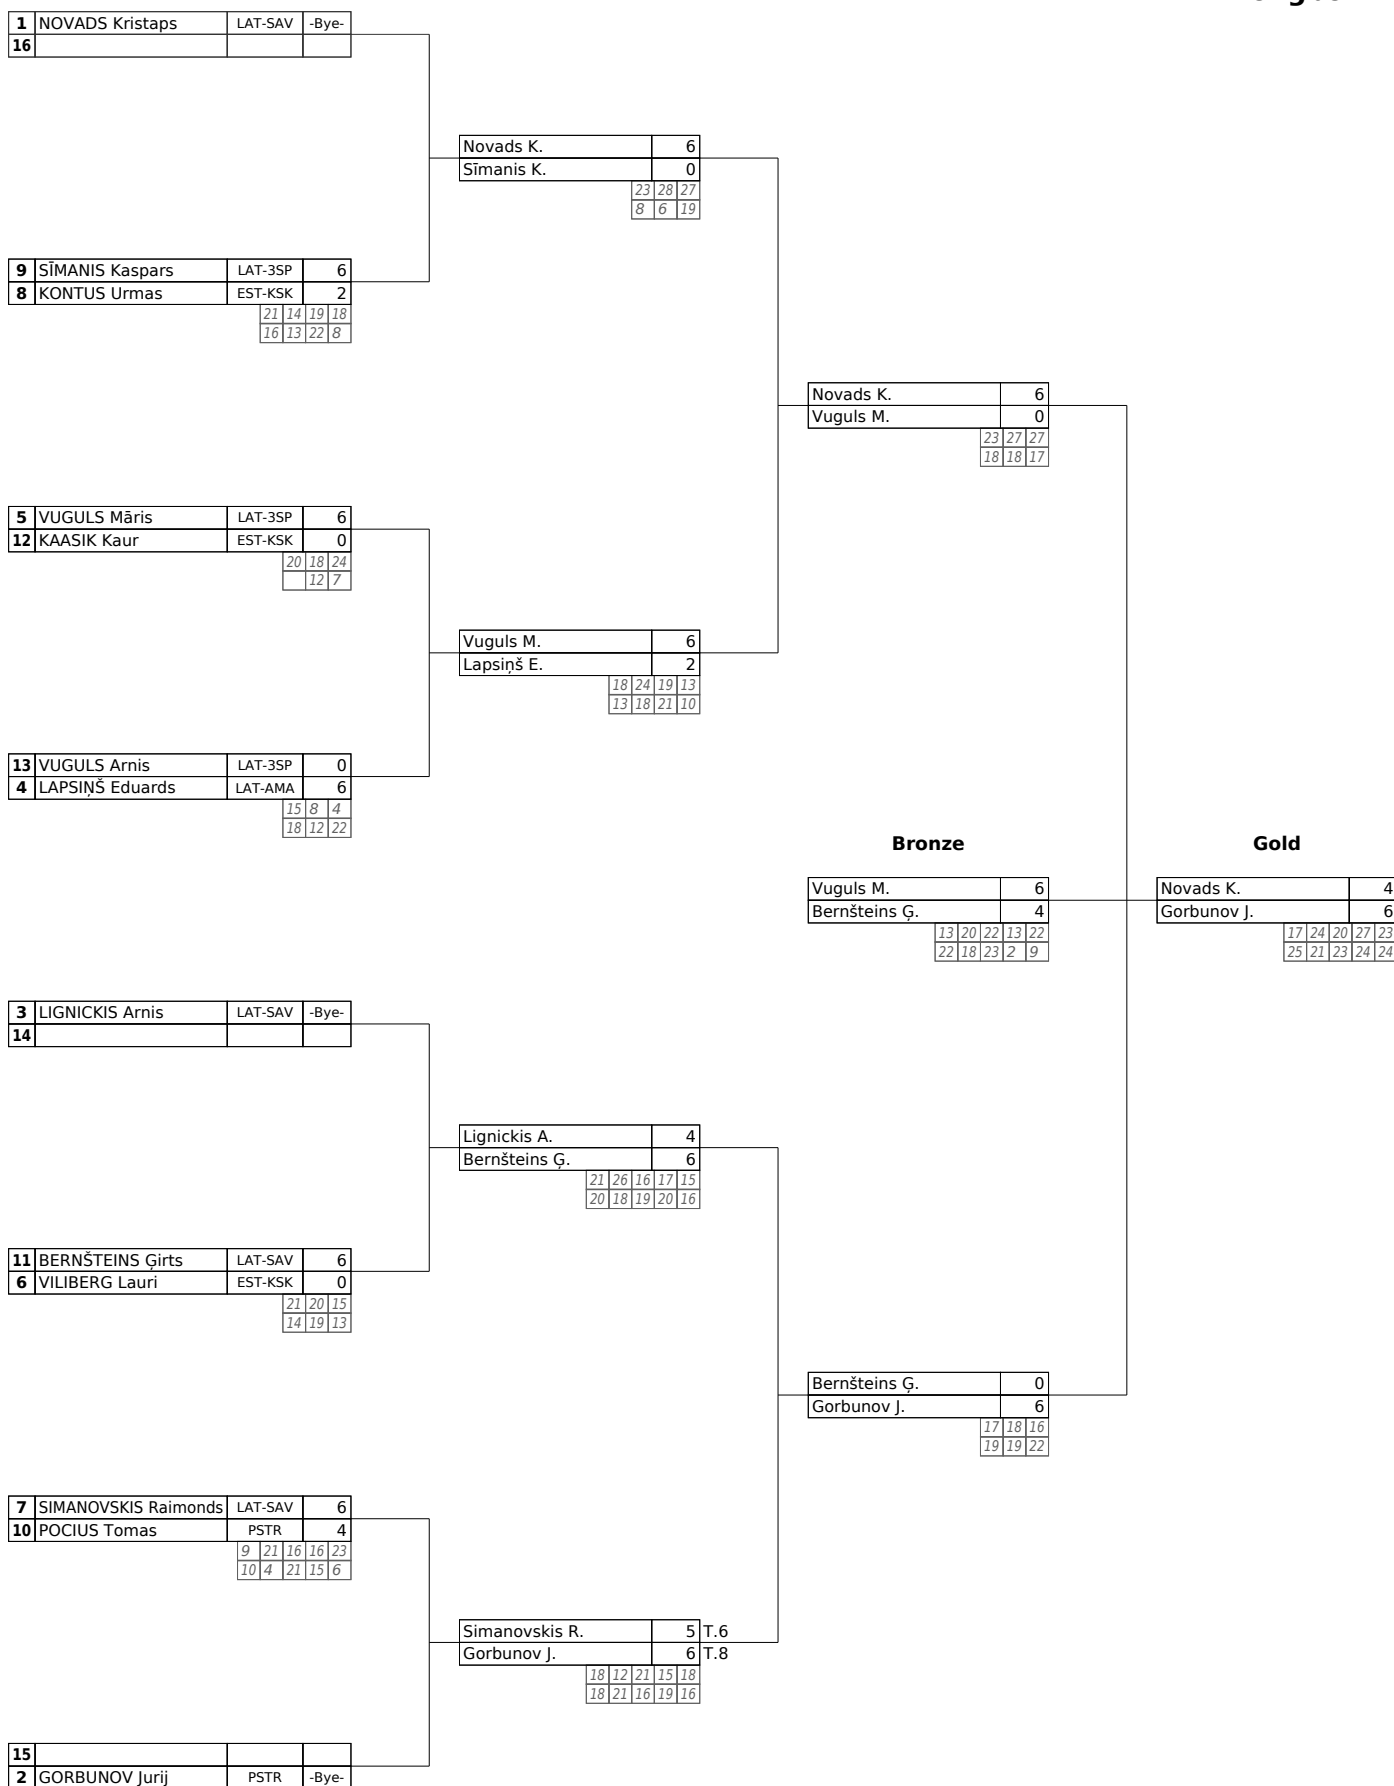 1 NOVADS Kristaps LAT-SAV -Bye-
16
Novads K. 6
Sīmanis K. 0
23 28 27
8 6 19
9 SĪMANIS Kaspars LAT-3SP 6
8 KONTUS Urmas EST-KSK 2
21 14 19 18
16 13 22 8
Novads K. 6
Vuguls M. 0
23 27 27
18 18 17
5 VUGULS Māris LAT-3SP 6
12 KAASIK Kaur EST-KSK 0
20 18 24
12 7
Vuguls M. 6
Lapsiņš E. 2
18 24 19 13
13 18 21 10
13 VUGULS Arnis LAT-3SP 0
4 LAPSIŅŠ Eduards LAT-AMA 6
15 8 4
18 12 22
Bronze Gold
Vuguls M. 6
Bernšteins Ģ. 4
13 20 22 13 22
22 18 23 2 9
Novads K. 4
Gorbunov J. 6
17 24 20 27 23
25 21 23 24 24
3 LIGNICKIS Arnis LAT-SAV -Bye-
14
Lignickis A. 4
Bernšteins Ģ. 6
21 26 16 17 15
20 18 19 20 16
11 BERNŠTEINS Ģirts LAT-SAV 6
6 VILIBERG Lauri EST-KSK 0
21 20 15
14 19 13
Bernšteins Ģ. 0
Gorbunov J. 6
17 18 16
19 19 22
7 SIMANOVSKIS Raimonds LAT-SAV 6
10 POCIUS Tomas PSTR 4
9 21 16 16 23
10 4 21 15 6
Simanovskis R. 5 T.6
Gorbunov J. 6 T.8
18 12 21 15 18
18 21 16 19 16
15
2 GORBUNOV Jurij PSTR -Bye-